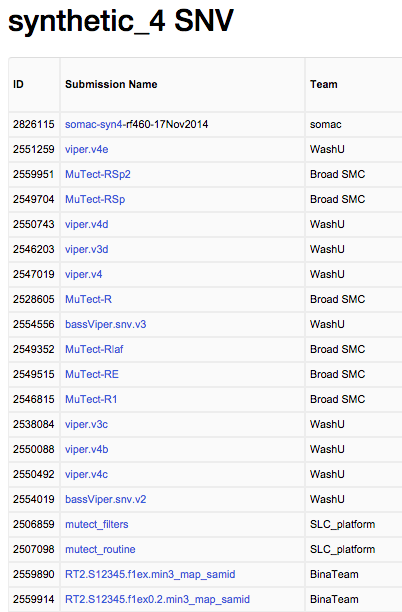 synthetic_4 SNV
ID Submission Name Team
2826115 somac-syn4-rf460-17Nov2014 somac
2551259 viper.v4e WashU
2559951 MuTect-RSp2 Broad SMC
2549704 MuTect-RSp Broad SMC
2550743 viper.v4d WashU
2546203 viper.v3d WashU
2547019 viper.v4 WashU
2528605 MuTect-R Broad SMC
2554556 bassViper.snv.v3 WashU
2549352 MuTect-Rlaf Broad SMC
2549515 MuTect-RE Broad SMC
2546815 MuTect-R1 Broad SMC
2538084 viper.v3c WashU
2550088 viper.v4b WashU
2550492 viper.v4c WashU
2554019 bassViper.snv.v2 WashU
2506859 mutect_filters SLC_platform
2507098 mutect_routine SLC_platform
2559890 RT2.S12345.f1ex.min3_map_samid BinaTeam
2559914 RT2.S12345.f1ex0.2.min3_map_samid BinaTeam